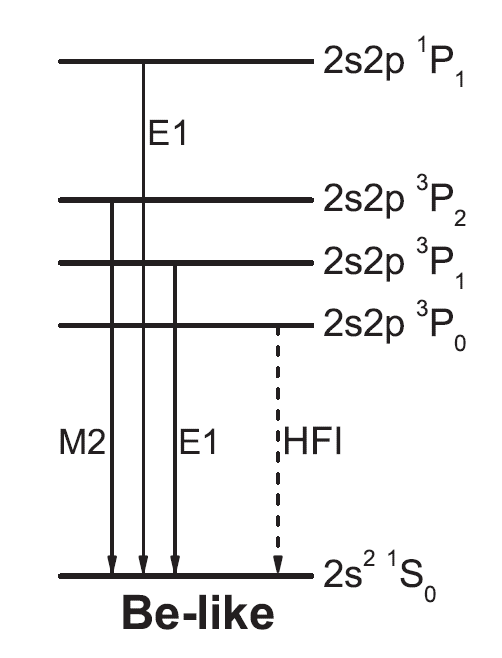 2s2p ¹P₁
E1
2s2p ³P₂
2s2p ³P₁
2s2p ³P₀
M2
E1
HFI
2s² ¹S₀
Be-like